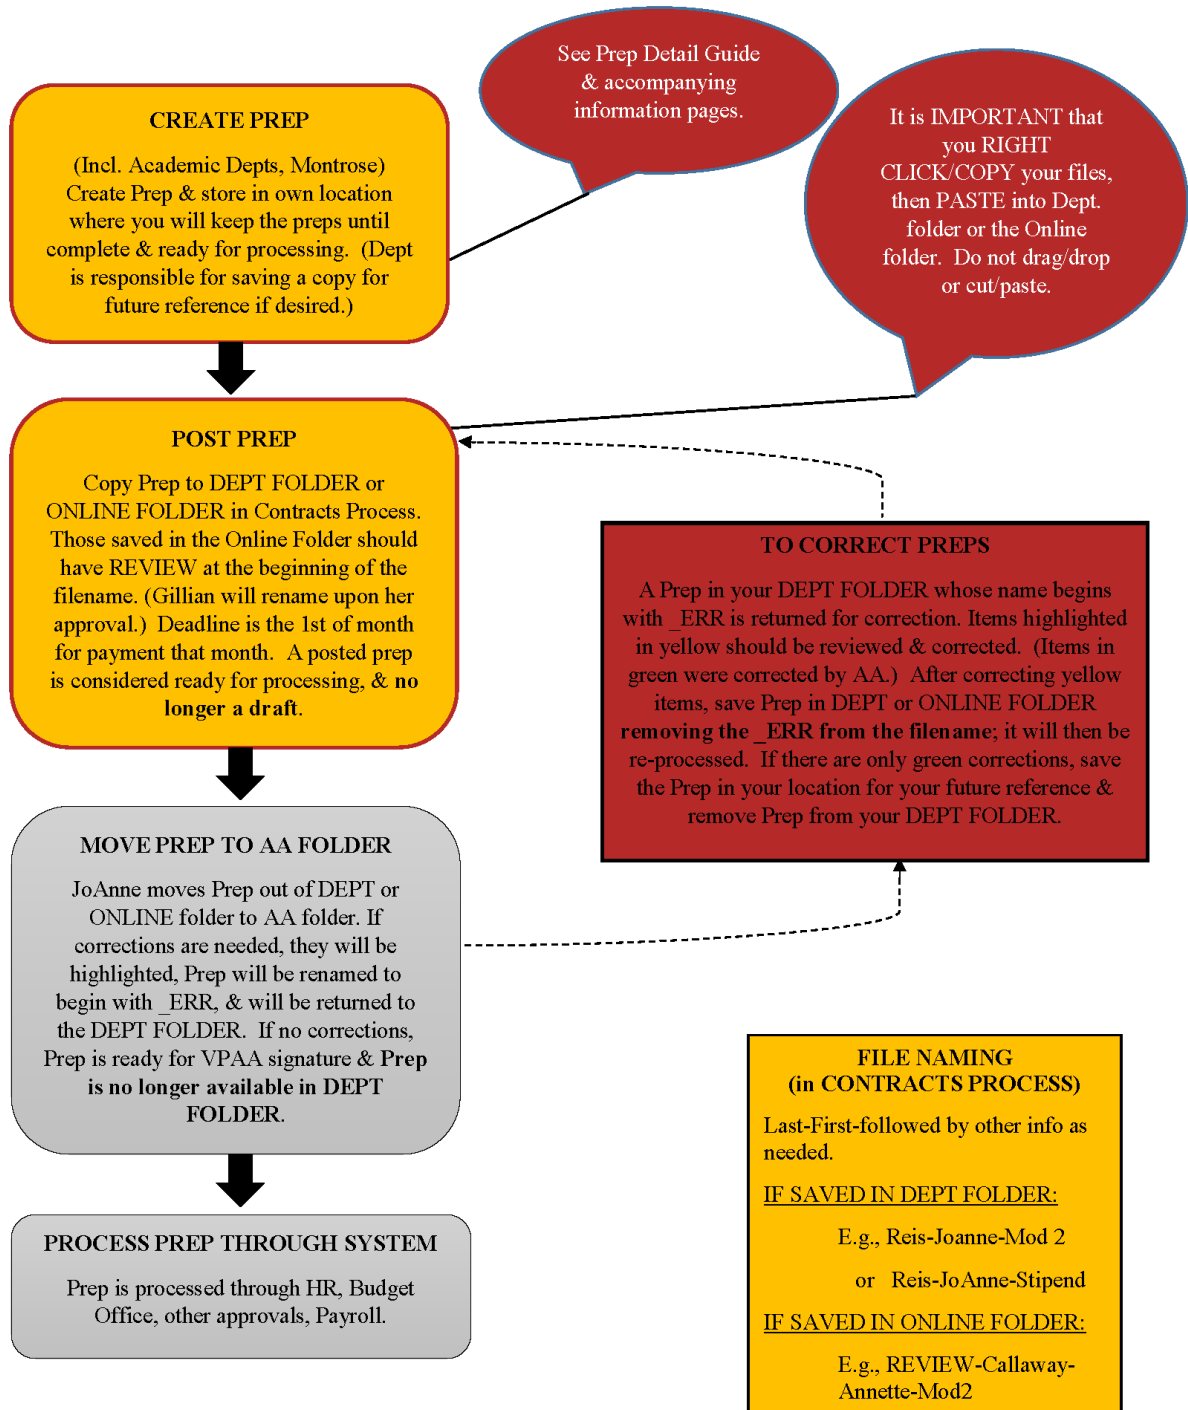 See Prep Detail Guide
& accompanying
information pages.
It is IMPORTANT that
you RIGHT
CLICK/COPY your files,
then PASTE into Dept.
folder or the Online
folder.  Do not drag/drop
or cut/paste.
CREATE PREP
(Incl. Academic Depts, Montrose)
Create Prep & store in own location
where you will keep the preps until
complete & ready for processing.  (Dept
is responsible for saving a copy for
future reference if desired.)
POST PREP
Copy Prep to DEPT FOLDER or
ONLINE FOLDER in Contracts Process.
Those saved in the Online Folder should
have REVIEW at the beginning of the
filename. (Gillian will rename upon her
approval.)  Deadline is the 1st of month
for payment that month.  A posted prep
is considered ready for processing, & no
longer a draft.
TO CORRECT PREPS
A Prep in your DEPT FOLDER whose name begins
with _ERR is returned for correction. Items highlighted
in yellow should be reviewed & corrected.  (Items in
green were corrected by AA.)  After correcting yellow
items, save Prep in DEPT or ONLINE FOLDER
removing the _ERR from the filename; it will then be
re-processed.  If there are only green corrections, save
the Prep in your location for your future reference &
remove Prep from your DEPT FOLDER.
MOVE PREP TO AA FOLDER
JoAnne moves Prep out of DEPT or
ONLINE folder to AA folder. If
corrections are needed, they will be
highlighted, Prep will be renamed to
begin with _ERR, & will be returned to
the DEPT FOLDER.  If no corrections,
Prep is ready for VPAA signature & Prep
is no longer available in DEPT
FOLDER.
PROCESS PREP THROUGH SYSTEM
Prep is processed through HR, Budget
Office, other approvals, Payroll.
FILE NAMING
(in CONTRACTS PROCESS)
Last-First-followed by other info as
needed.
IF SAVED IN DEPT FOLDER:
E.g., Reis-Joanne-Mod 2
or   Reis-JoAnne-Stipend
IF SAVED IN ONLINE FOLDER:
E.g., REVIEW-Callaway-
Annette-Mod2